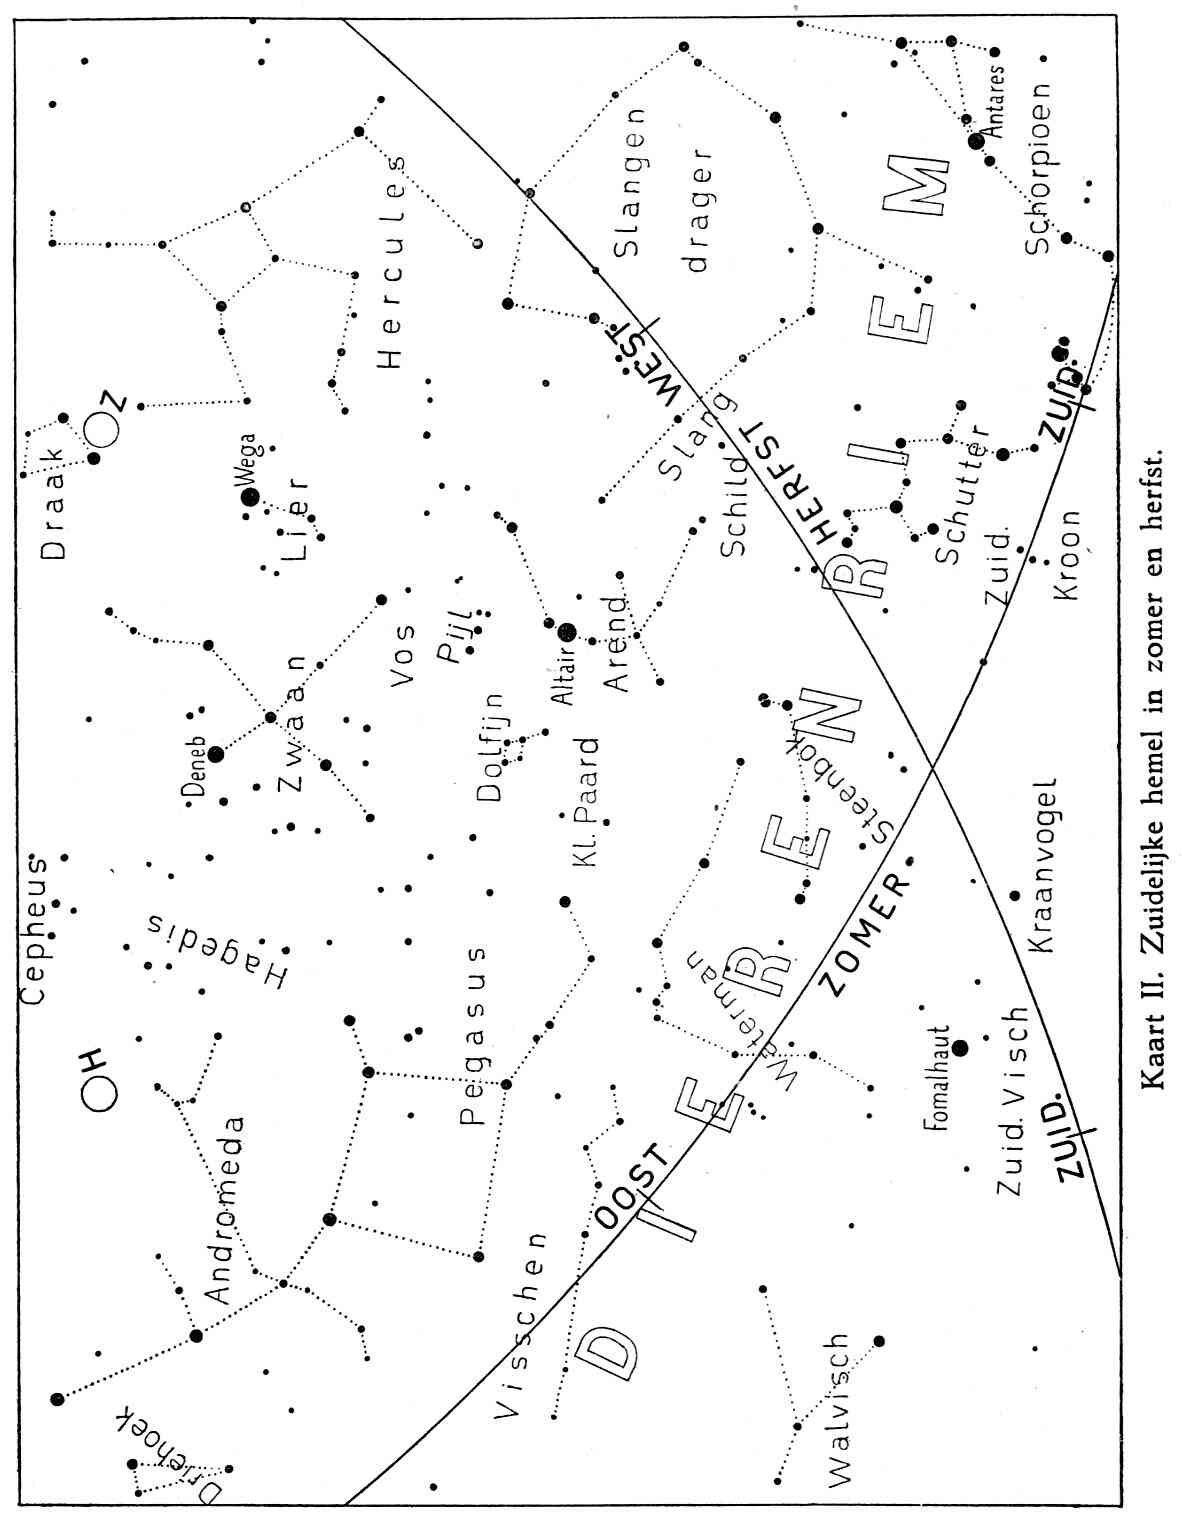 Cepheus
Draak
Z
H
Hagedis
Deneb
Zwaan
Wega
Lier
Hercules
Driehoek
Andromeda
Pegasus
Vos
Pijl
Dolfijn
Kl. Paard
Altair
Arend
Schild
Slang
Slangen
drager
Visschen
Waterman
Steenbok
Schutter
Schorpioen
Antares
Walvisch
Fomalhaut
Zuid. Visch
Kraanvogel
Zuid.
Kroon
OOST
ZOMER.
ZUID.
WEST
HERFST
ZUID.
DIERENRIEM
Kaart II. Zuidelijke hemel in zomer en herfst.